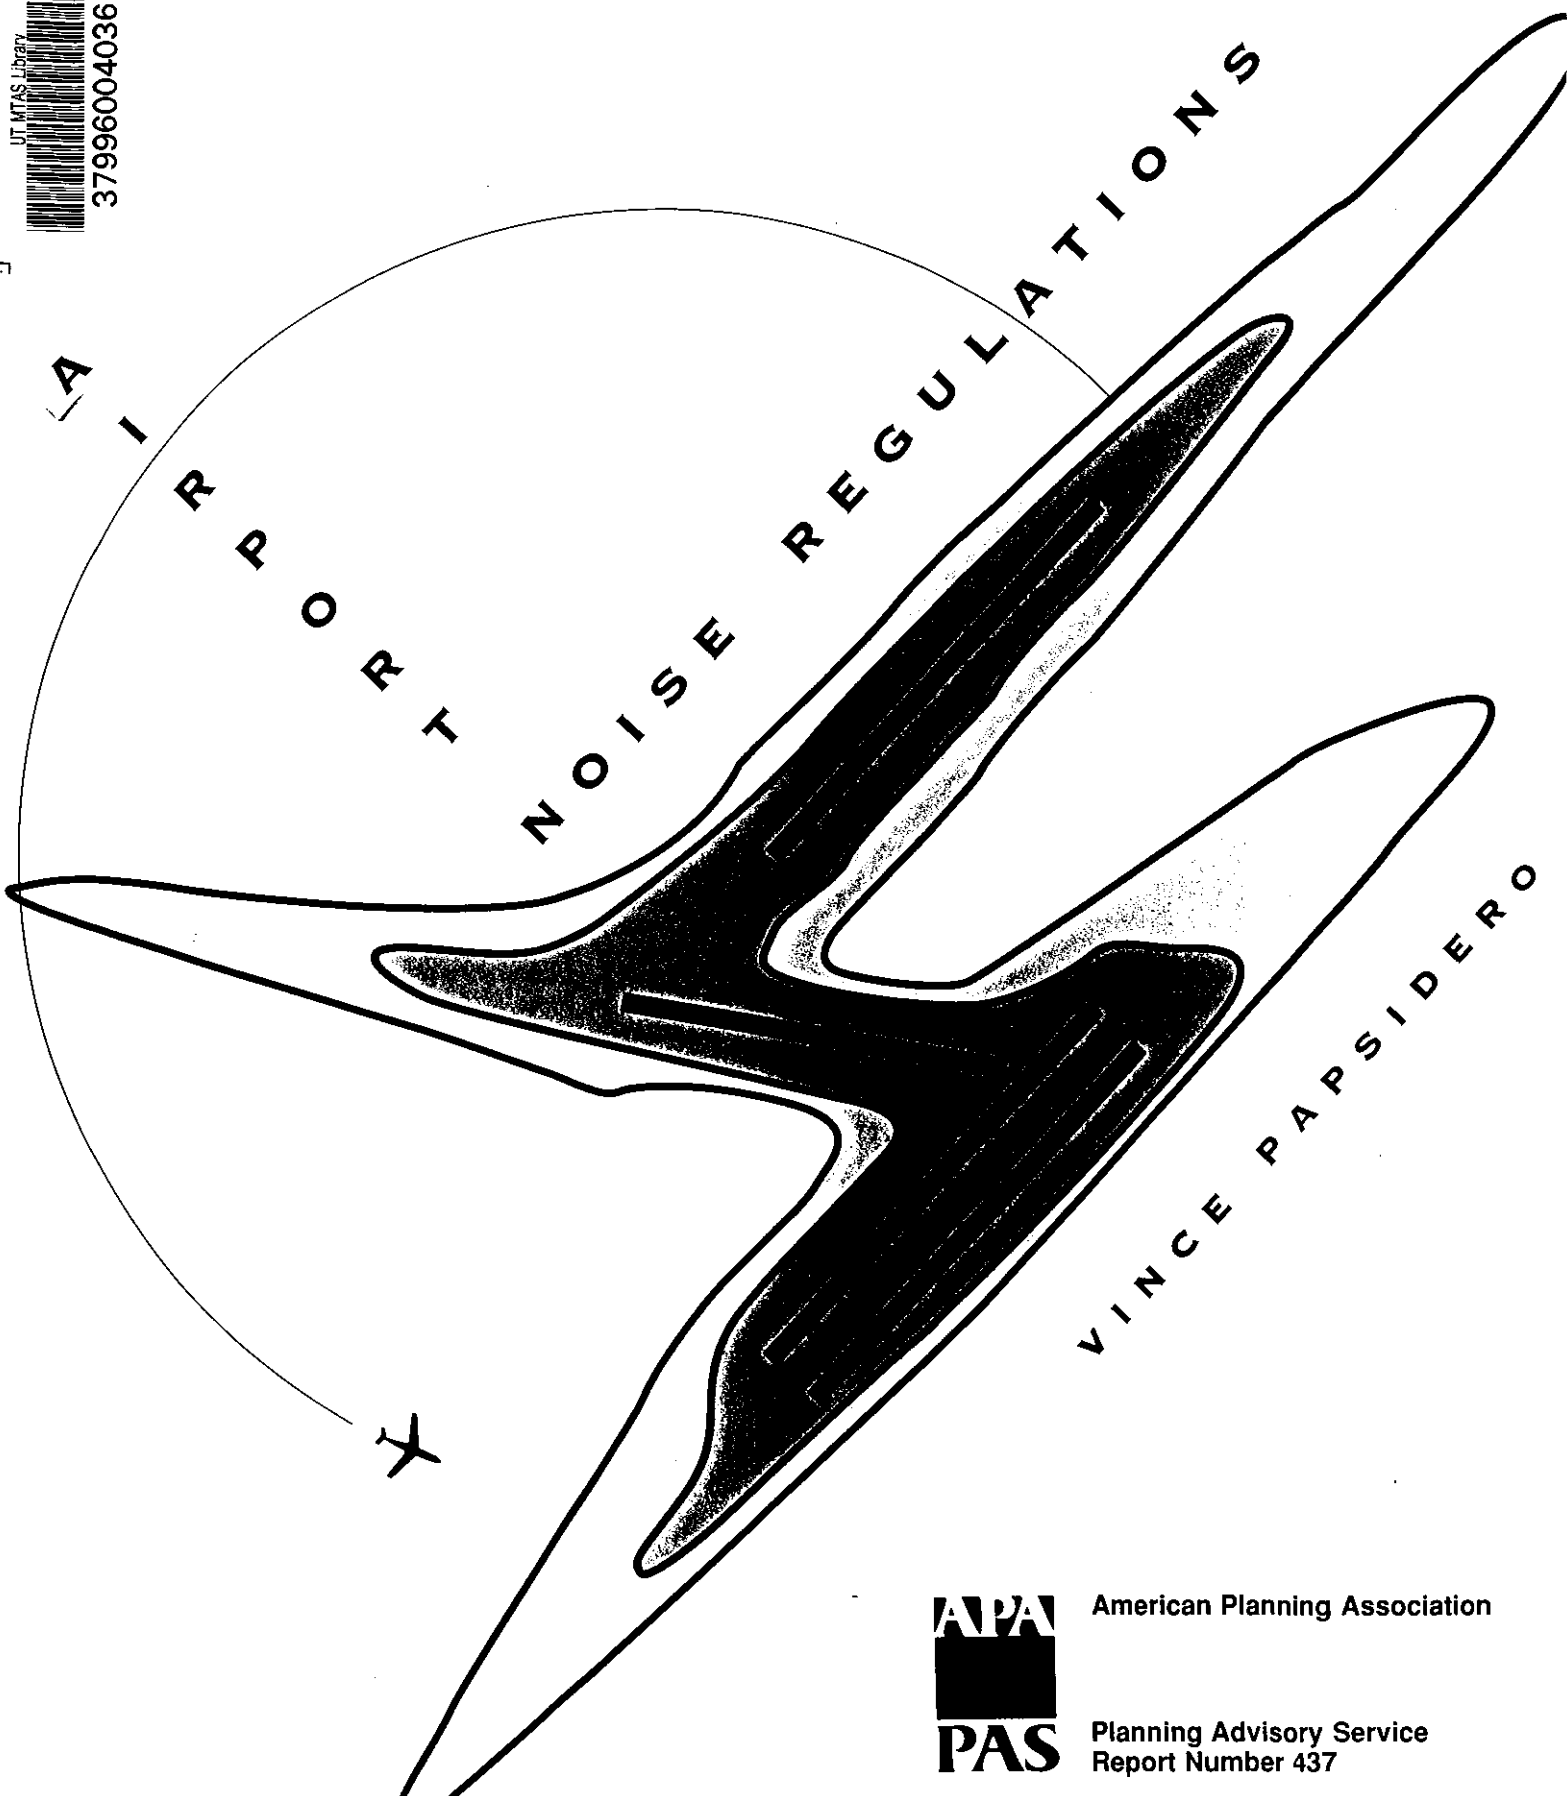 UT MTAS Library
37996004036
AIRPORT
NOISE REGULATIONS
VINCE PAPSIDERO
APA
American Planning Association
PAS
Planning Advisory Service
Report Number 437